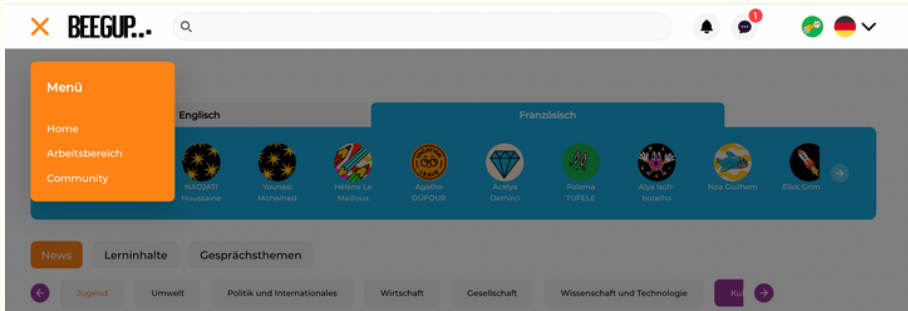 BEEGUP...
1
Menü
Home
Arbeitsbereich
Community
Englisch
Französisch
NADJATI
Houssaine
Younasi
Mohamed
Hélène Le
Mailloux
Agathe
DUFOUR
Acelya
Demirci
Palema
TUFELE
Alya Isch-
botelho
Noa Guilhem
Eliot Grim
News
Lerninhalte
Gesprächsthemen
Jugend
Umwelt
Politik und Internationales
Wirtschaft
Gesellschaft
Wissenschaft und Technologie